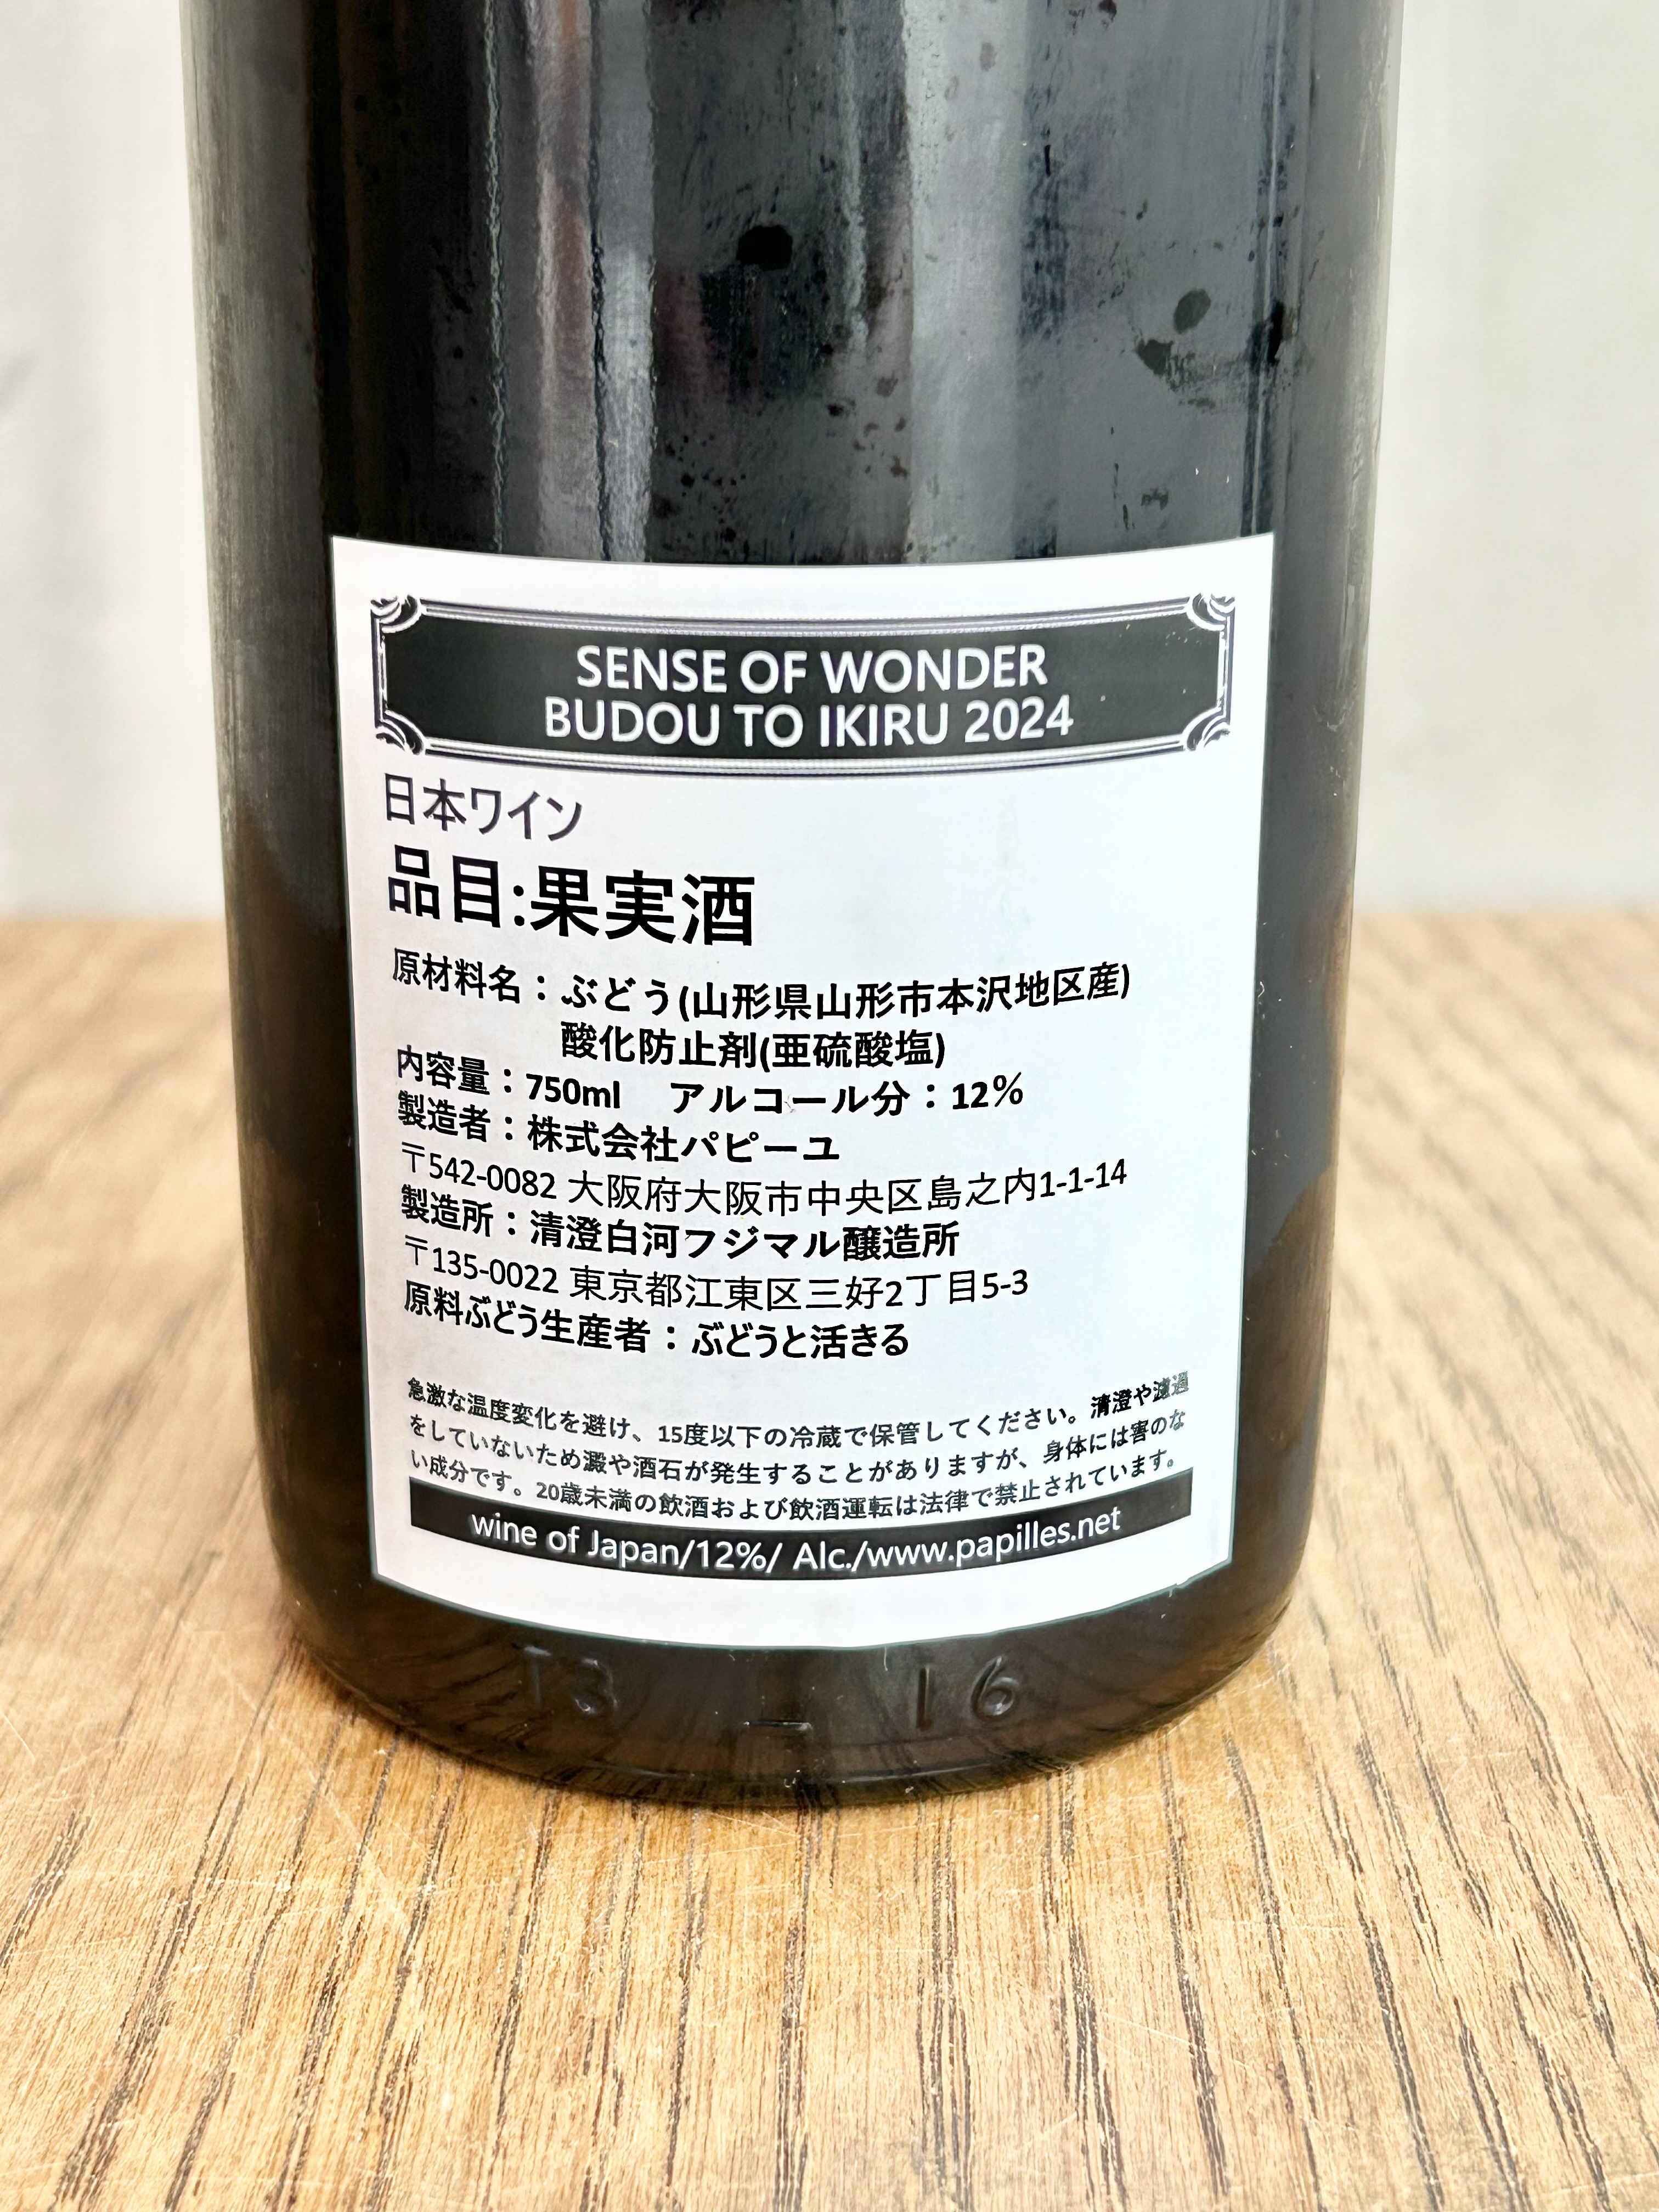 SENSE OF WONDER
BUDOU TO IKIRU 2024
日本ワイン
品目:果実酒
原材料名：ぶどう(山形県山形市本沢地区産)
酸化防止剤(亜硫酸塩)
内容量：750ml　アルコール分：12%
製造者：株式会社パピーユ
〒542-0082 大阪府大阪市中央区島之内1-1-14
製造所：清澄白河フジマル醸造所
〒135-0022 東京都江東区三好2丁目5-3
原料ぶどう生産者：ぶどうと活きる
急激な温度変化を避け、15度以下の冷蔵で保管してください。清澄や濾過
をしていないため澱や酒石が発生することがありますが、身体には害のな
い成分です。20歳未満の飲酒および飲酒運転は法律で禁止されています。
wine of Japan/12%/ Alc./www.papilles.net
13 – 16